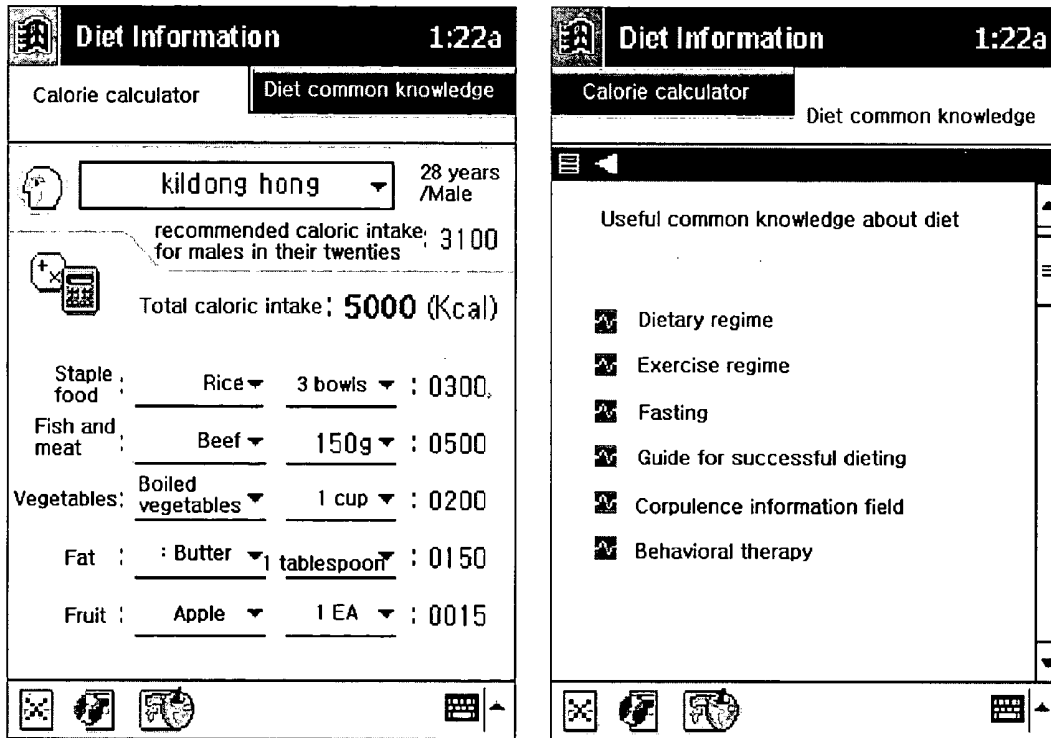 Diet Information 1:22a
Calorie calculator Diet common knowledge
kildong hong 28 years
/Male
recommended caloric intake
for males in their twenties : 3100
Total caloric intake : 5000 (Kcal)
Staple food : Rice 3 bowls : 0300
Fish and meat : Beef 150g : 0500
Vegetables: Boiled vegetables 1 cup : 0200
Fat : : Butter 1 tablespoon : 0150
Fruit : Apple 1 EA : 0015
Diet Information 1:22a
Calorie calculator Diet common knowledge
Useful common knowledge about diet
Dietary regime
Exercise regime
Fasting
Guide for successful dieting
Corpulence information field
Behavioral therapy